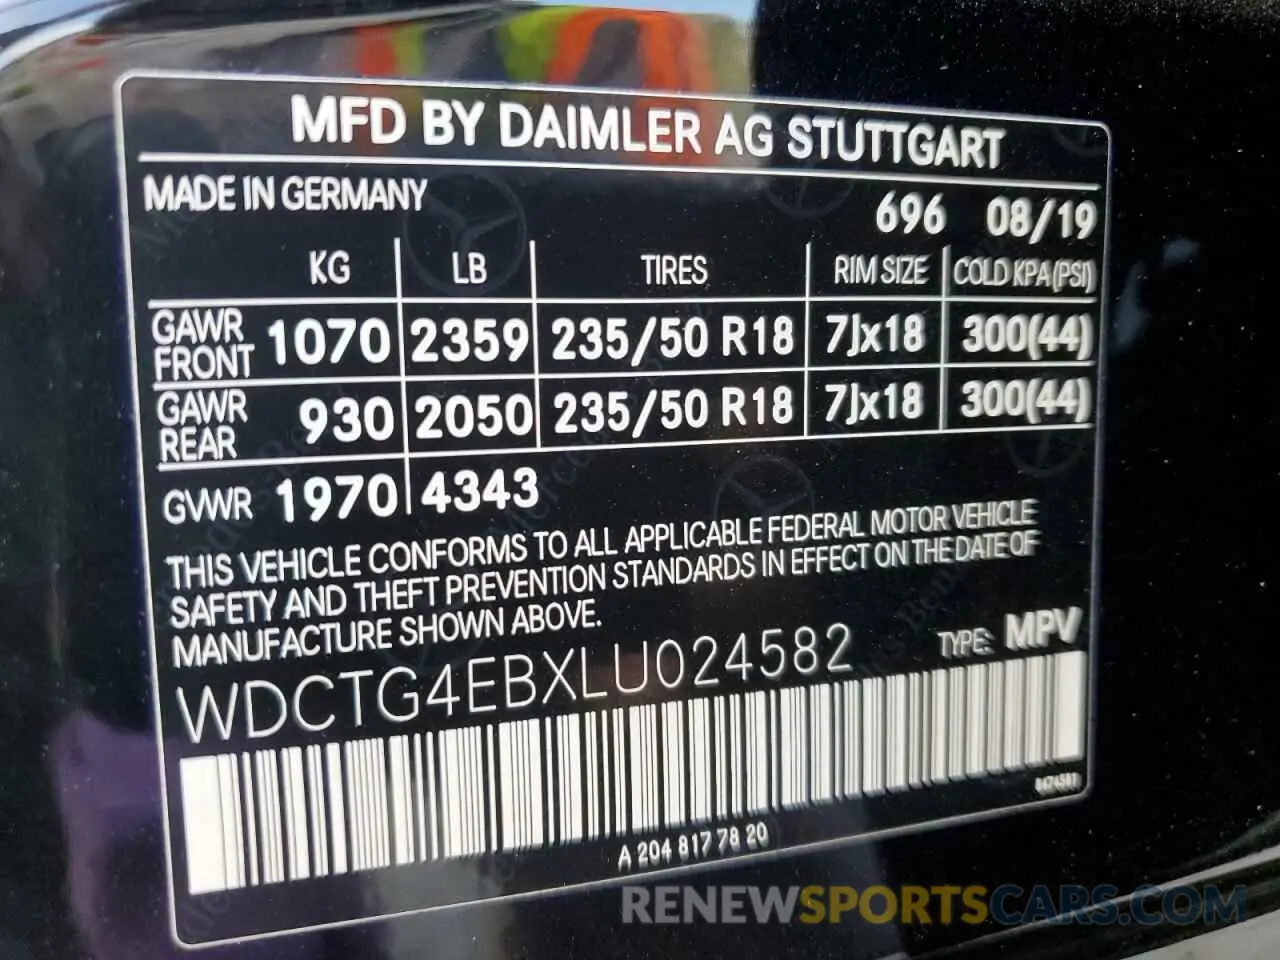 MFD BY DAIMLER AG STUTTGART
MADE IN GERMANY
696 08/19
KG LB TIRES RIM SIZE COLD KPA(PSI)
GAWR FRONT 1070 2359 235/50 R18 7Jx18 300(44)
GAWR REAR 930 2050 235/50 R18 7Jx18 300(44)
GVWR 1970 4343
THIS VEHICLE CONFORMS TO ALL APPLICABLE FEDERAL MOTOR VEHICLE
SAFETY AND THEFT PREVENTION STANDARDS IN EFFECT ON THE DATE OF
MANUFACTURE SHOWN ABOVE.
WDCTG4EBXLU024582 TYPE: MPV
A 204 817 78 20
RENEWSPORTSCARS.COM